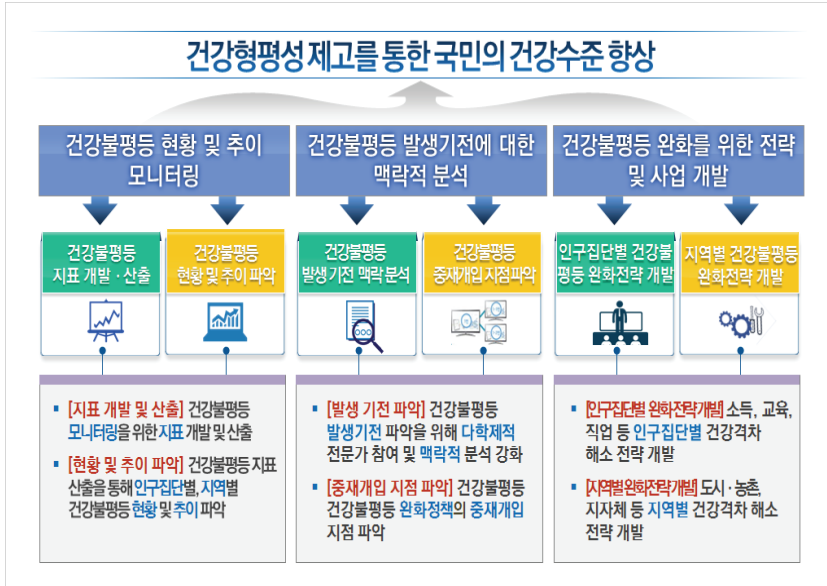 건강형평성 제고를 통한 국민의 건강수준 향상
건강불평등 현황 및 추이
모니터링
건강불평등 발생기전에 대한
맥락적 분석
건강불평등 완화를 위한 전략
및 사업 개발
건강불평등
지표 개발 · 산출
건강불평등
현황 및 추이 파악
건강불평등
발생 기전 맥락 분석
건강불평등
중재개입 지점 파악
인구집단별 건강불
평등 완화전략 개발
지역별 건강불평등
완화전략 개발
▪ [지표 개발 및 산출] 건강불평등
모니터링을 위한 지표 개발 및 산출
▪ [현황 및 추이 파악] 건강불평등 지표
산출을 통해 인구집단별, 지역별
건강불평등 현황 및 추이 파악
▪ [발생 기전 파악] 건강불평등
발생기전 파악을 위해 다학제적
전문가 참여 및 맥락적 분석 강화
▪ [중재개입 지점 파악] 건강불평등
건강불평등 완화정책의 중재개입
지점 파악
▪ [인구집단별 완화전략개발] 소득, 교육,
직업 등 인구집단별 건강격차
해소 전략 개발
▪ [지역별완화전략개발] 도시·농촌,
지자체 등 지역별 건강격차 해소
전략 개발